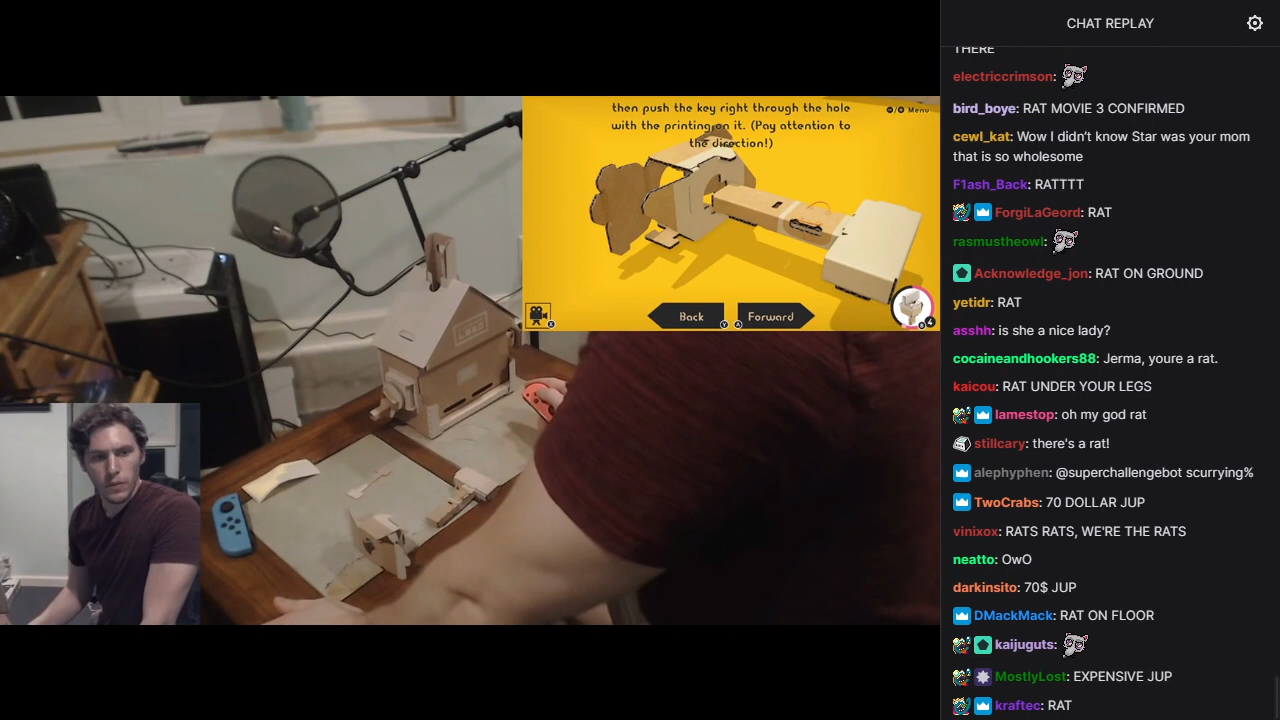 then push the key right through the hole
with the printing on it. (Pay attention to
the direction!)
-/+ Menu
Back
Y
A
Forward
X
B
4
LABO
CHAT REPLAY
THERE
electriccrimson:
bird_boye: RAT MOVIE 3 CONFIRMED
cewl_kat: Wow I didn't know Star was your mom
that is so wholesome
F1ash_Back: RATTTT
ForgiLaGeord: RAT
rasmustheowl:
Acknowledge_jon: RAT ON GROUND
yetidr: RAT
asshh: is she a nice lady?
cocaineandhookers88: Jerma, youre a rat.
kaicou: RAT UNDER YOUR LEGS
lamestop: oh my god rat
stillcary: there's a rat!
alephyphen: @superchallengebot scurrying%
TwoCrabs: 70 DOLLAR JUP
vinixox: RATS RATS, WE'RE THE RATS
neatto: OwO
darkinsito: 70$ JUP
DMackMack: RAT ON FLOOR
kaijuguts:
MostlyLost: EXPENSIVE JUP
kraftec: RAT